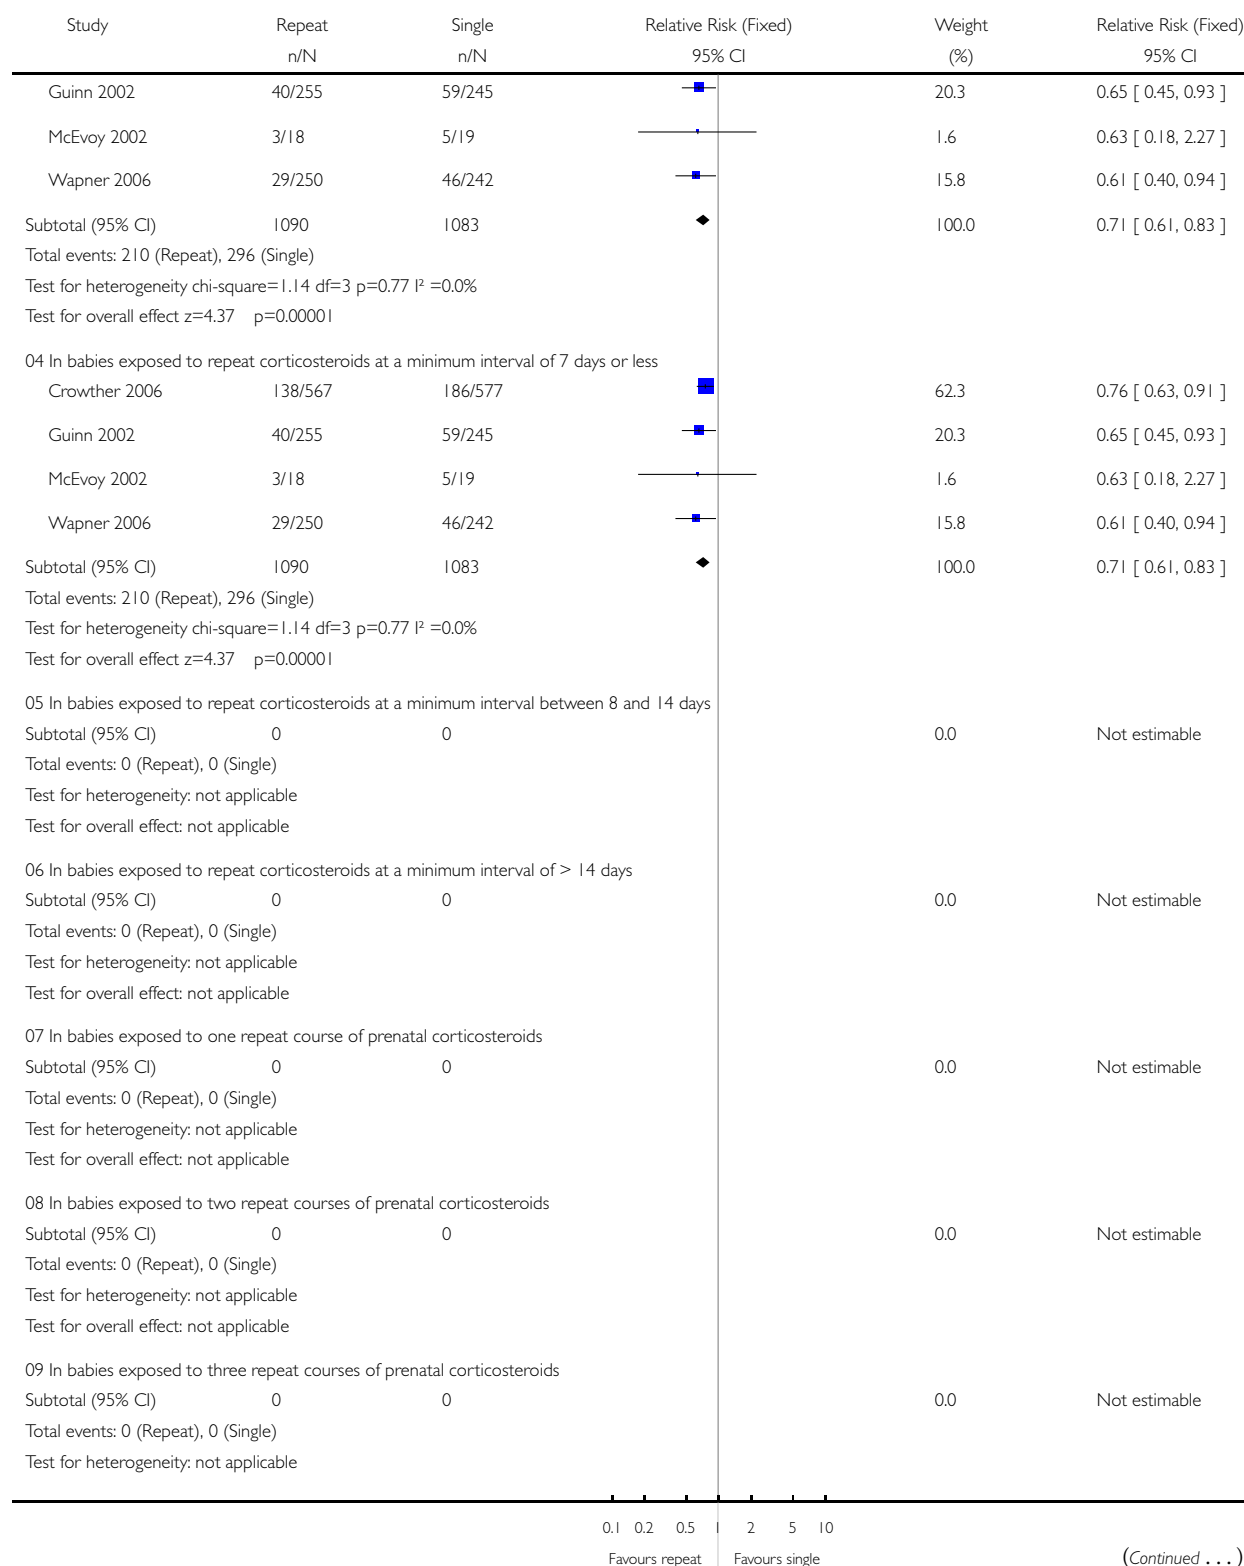 Study Repeat Single Relative Risk (Fixed) Weight Relative Risk (Fixed)
n/N n/N 95% CI (%) 95% CI
Guinn 2002 40/255 59/245 20.3 0.65 [ 0.45, 0.93 ]
McEvoy 2002 3/18 5/19 1.6 0.63 [ 0.18, 2.27 ]
Wapner 2006 29/250 46/242 15.8 0.61 [ 0.40, 0.94 ]
Subtotal (95% CI) 1090 1083 100.0 0.71 [ 0.61, 0.83 ]
Total events: 210 (Repeat), 296 (Single)
Test for heterogeneity chi-square=1.14 df=3 p=0.77 I² =0.0%
Test for overall effect z=4.37 p=0.00001
04 In babies exposed to repeat corticosteroids at a minimum interval of 7 days or less
Crowther 2006 138/567 186/577 62.3 0.76 [ 0.63, 0.91 ]
Guinn 2002 40/255 59/245 20.3 0.65 [ 0.45, 0.93 ]
McEvoy 2002 3/18 5/19 1.6 0.63 [ 0.18, 2.27 ]
Wapner 2006 29/250 46/242 15.8 0.61 [ 0.40, 0.94 ]
Subtotal (95% CI) 1090 1083 100.0 0.71 [ 0.61, 0.83 ]
Total events: 210 (Repeat), 296 (Single)
Test for heterogeneity chi-square=1.14 df=3 p=0.77 I² =0.0%
Test for overall effect z=4.37 p=0.00001
05 In babies exposed to repeat corticosteroids at a minimum interval between 8 and 14 days
Subtotal (95% CI) 0 0 0.0 Not estimable
Total events: 0 (Repeat), 0 (Single)
Test for heterogeneity: not applicable
Test for overall effect: not applicable
06 In babies exposed to repeat corticosteroids at a minimum interval of > 14 days
Subtotal (95% CI) 0 0 0.0 Not estimable
Total events: 0 (Repeat), 0 (Single)
Test for heterogeneity: not applicable
Test for overall effect: not applicable
07 In babies exposed to one repeat course of prenatal corticosteroids
Subtotal (95% CI) 0 0 0.0 Not estimable
Total events: 0 (Repeat), 0 (Single)
Test for heterogeneity: not applicable
Test for overall effect: not applicable
08 In babies exposed to two repeat courses of prenatal corticosteroids
Subtotal (95% CI) 0 0 0.0 Not estimable
Total events: 0 (Repeat), 0 (Single)
Test for heterogeneity: not applicable
Test for overall effect: not applicable
09 In babies exposed to three repeat courses of prenatal corticosteroids
Subtotal (95% CI) 0 0 0.0 Not estimable
Total events: 0 (Repeat), 0 (Single)
Test for heterogeneity: not applicable
0.1 0.2 0.5 1 2 5 10
Favours repeat Favours single (Continued . . . )